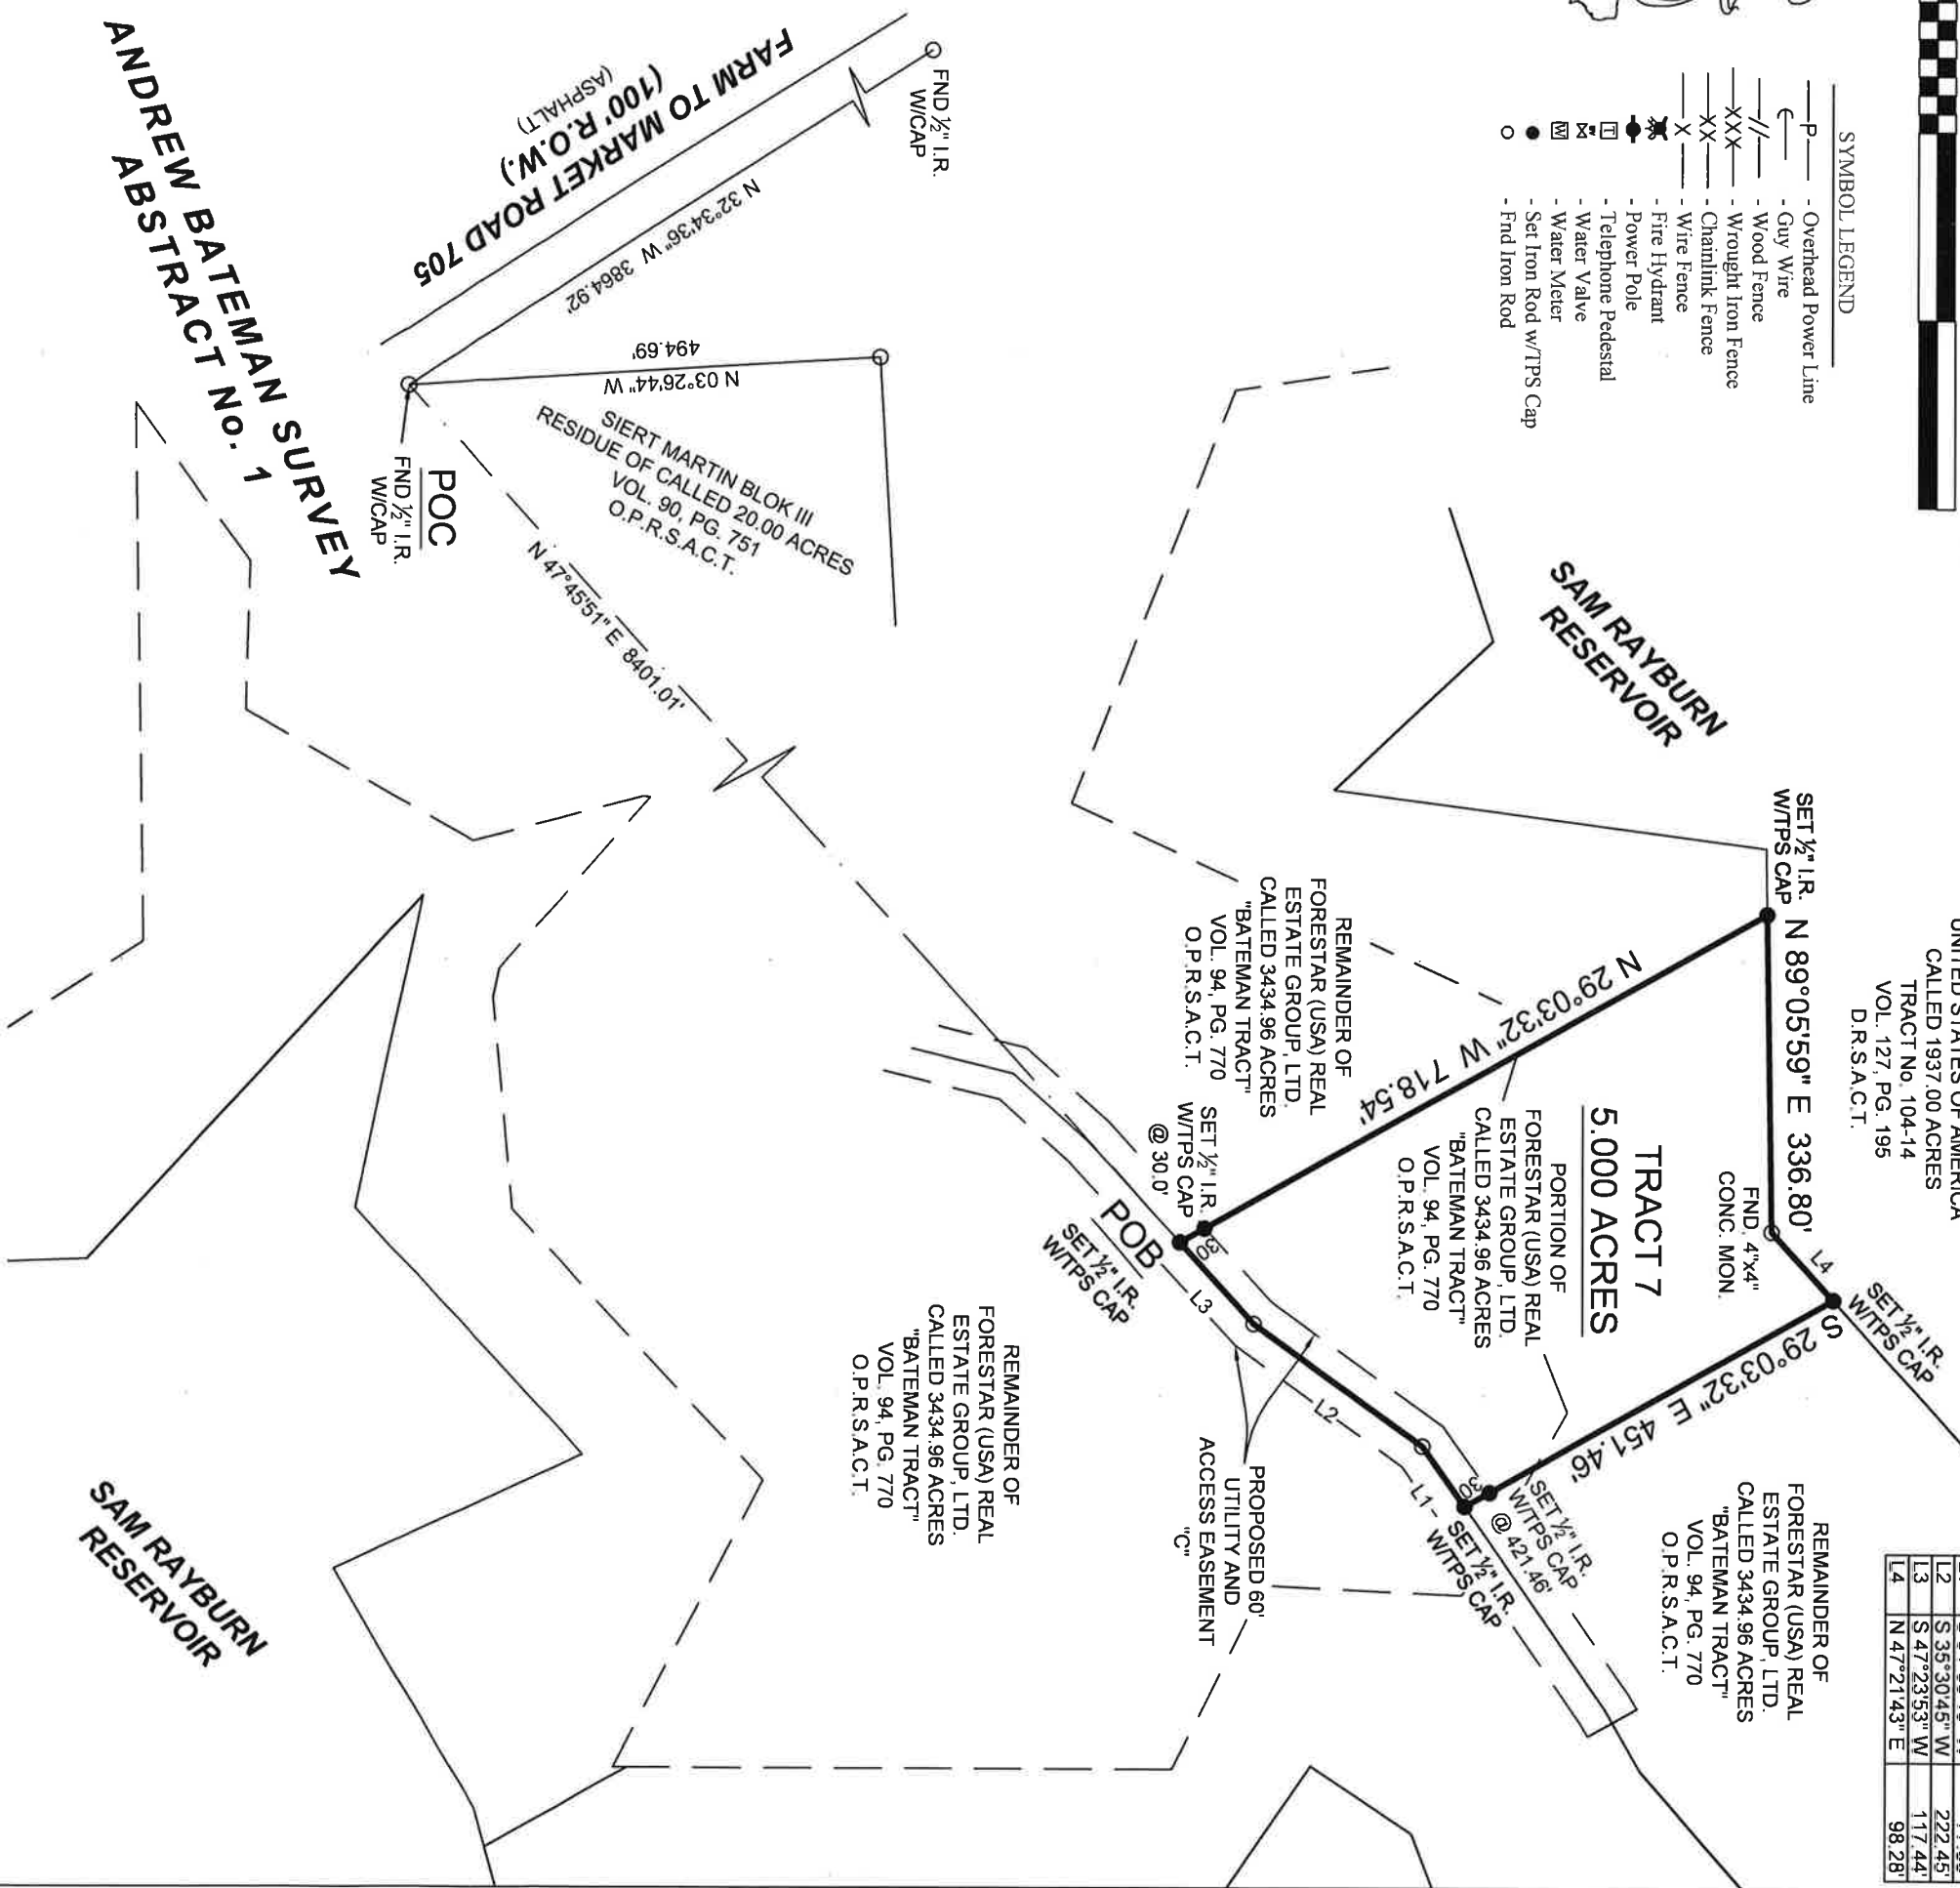 SYMBOL LEGEND
P - Overhead Power Line
- Guy Wire
// - Wood Fence
XXX - Wrought Iron Fence
XX - Chainlink Fence
X - Wire Fence
- Fire Hydrant
- Power Pole
T - Telephone Pedestal
- Water Valve
W - Water Meter
- Set Iron Rod w/TPS Cap
- Fnd Iron Rod
UNITED STATES OF AMERICA
CALLED 1937.00 ACRES
TRACT No. 104-14
VOL. 127, PG. 195
D.R.S.A.C.T.
L2 S 35°30'45" W 222.45'
L3 S 47°23'53" W 117.44'
L4 N 47°21'43" E 98.28'
SAM RAYBURN
RESERVOIR
SET ½" I.R.
W/TPS CAP
N 89°05'59" E 336.80'
FND. 4"x4"
CONC. MON.
L4
SET ½" I.R.
W/TPS CAP
S 29°03'32" E 451.46'
TRACT 7
5.000 ACRES
PORTION OF
FORESTAR (USA) REAL
ESTATE GROUP, LTD.
CALLED 3434.96 ACRES
"BATEMAN TRACT"
VOL. 94, PG. 770
O.P.R.S.A.C.T.
N 29°03'32" W 718.54'
REMAINDER OF
FORESTAR (USA) REAL
ESTATE GROUP, LTD.
CALLED 3434.96 ACRES
"BATEMAN TRACT"
VOL. 94, PG. 770
O.P.R.S.A.C.T.
REMAINDER OF
FORESTAR (USA) REAL
ESTATE GROUP, LTD.
CALLED 3434.96 ACRES
"BATEMAN TRACT"
VOL. 94, PG. 770
O.P.R.S.A.C.T.
SET ½" I.R.
W/TPS CAP
@ 421.46'
30
SET ½" I.R.
W/TPS CAP
L1
L2
L3
SET ½" I.R.
W/TPS CAP
@ 30.0'
30
POB
SET ½" I.R.
W/TPS CAP
PROPOSED 60'
UTILITY AND
ACCESS EASEMENT
"C"
REMAINDER OF
FORESTAR (USA) REAL
ESTATE GROUP, LTD.
CALLED 3434.96 ACRES
"BATEMAN TRACT"
VOL. 94, PG. 770
O.P.R.S.A.C.T.
FND ½" I.R.
W/CAP
FARM TO MARKET ROAD 705
(100' R.O.W.)
(ASPHALT)
N 32°34'36" W 3864.92'
494.69'
N 03°26'44" W
SIERT MARTIN BLOK III
RESIDUE OF CALLED 20.00 ACRES
VOL. 90, PG. 751
O.P.R.S.A.C.T.
N 47°45'51" E 8401.01'
POC
FND ½" I.R.
W/CAP
ANDREW BATEMAN SURVEY
ABSTRACT No. 1
SAM RAYBURN
RESERVOIR